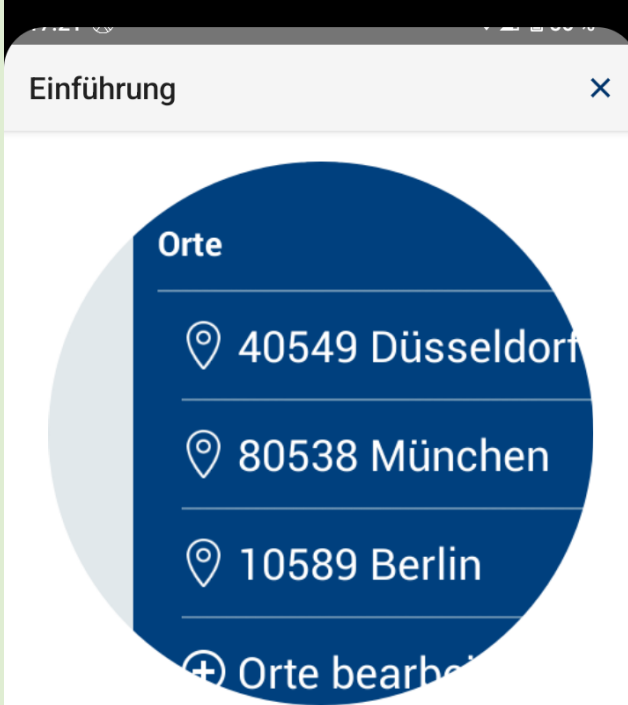 Einführung
Orte
40549 Düsseldorf
80538 München
10589 Berlin
Orte